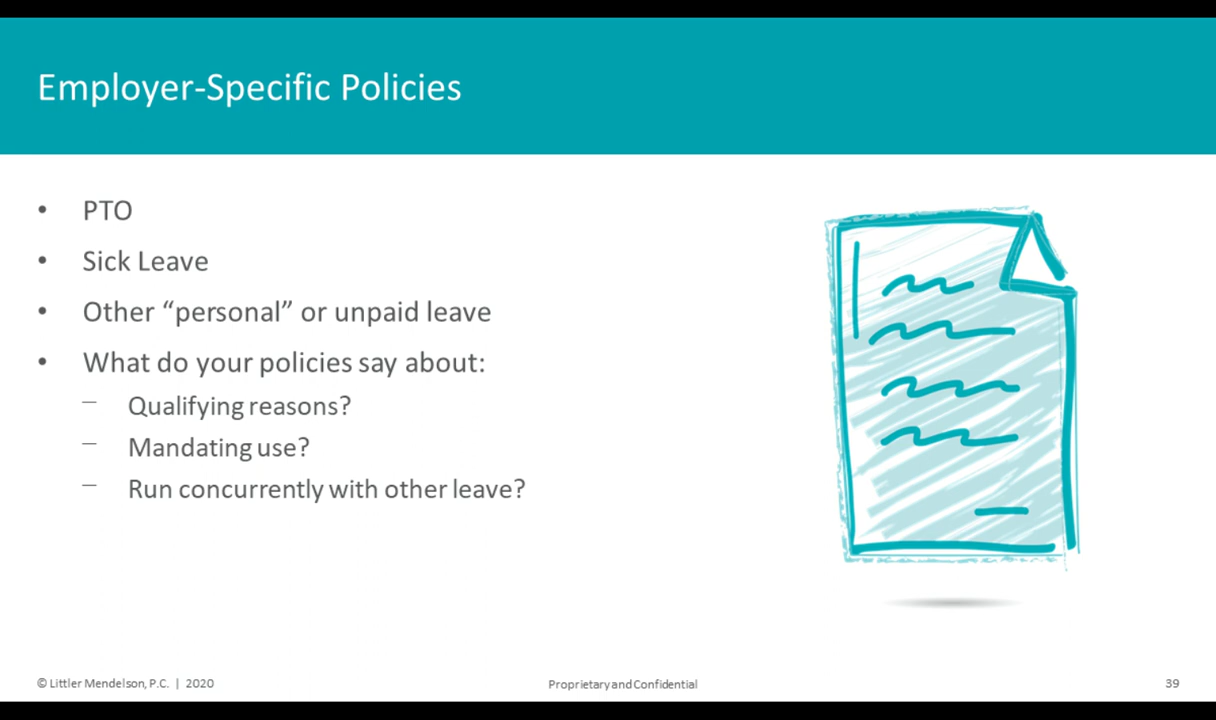 Employer-Specific Policies
• PTO
• Sick Leave
• Other “personal” or unpaid leave
• What do your policies say about:
– Qualifying reasons?
– Mandating use?
– Run concurrently with other leave?
© Littler Mendelson, P.C. | 2020
Proprietary and Confidential
39